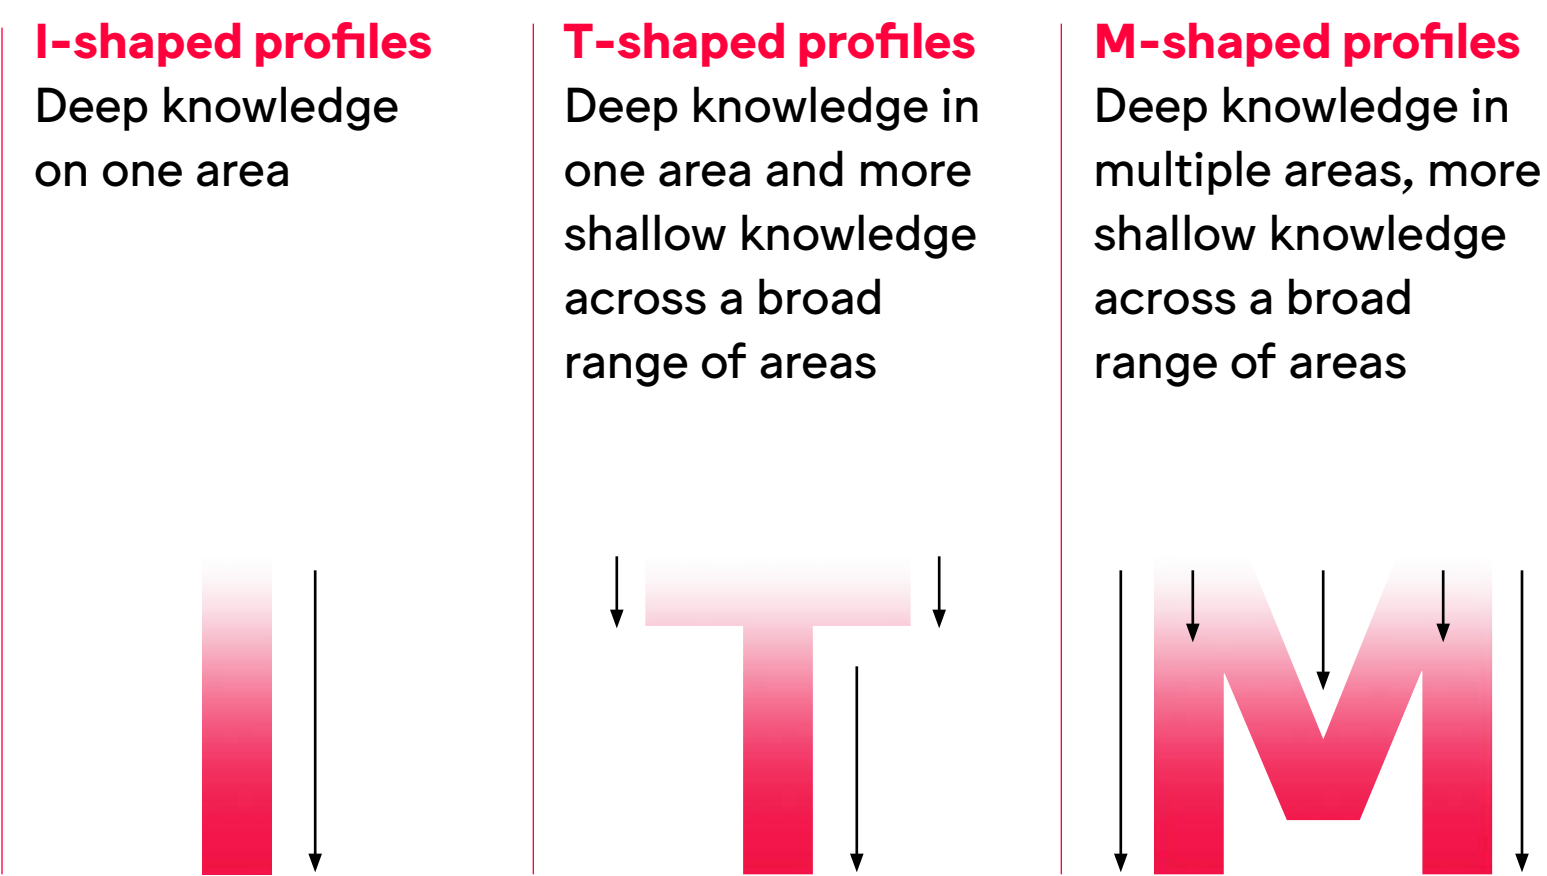 I-shaped profiles
Deep knowledge
on one area
T-shaped profiles
Deep knowledge in
one area and more
shallow knowledge
across a broad
range of areas
M-shaped profiles
Deep knowledge in
multiple areas, more
shallow knowledge
across a broad
range of areas
I
T
M